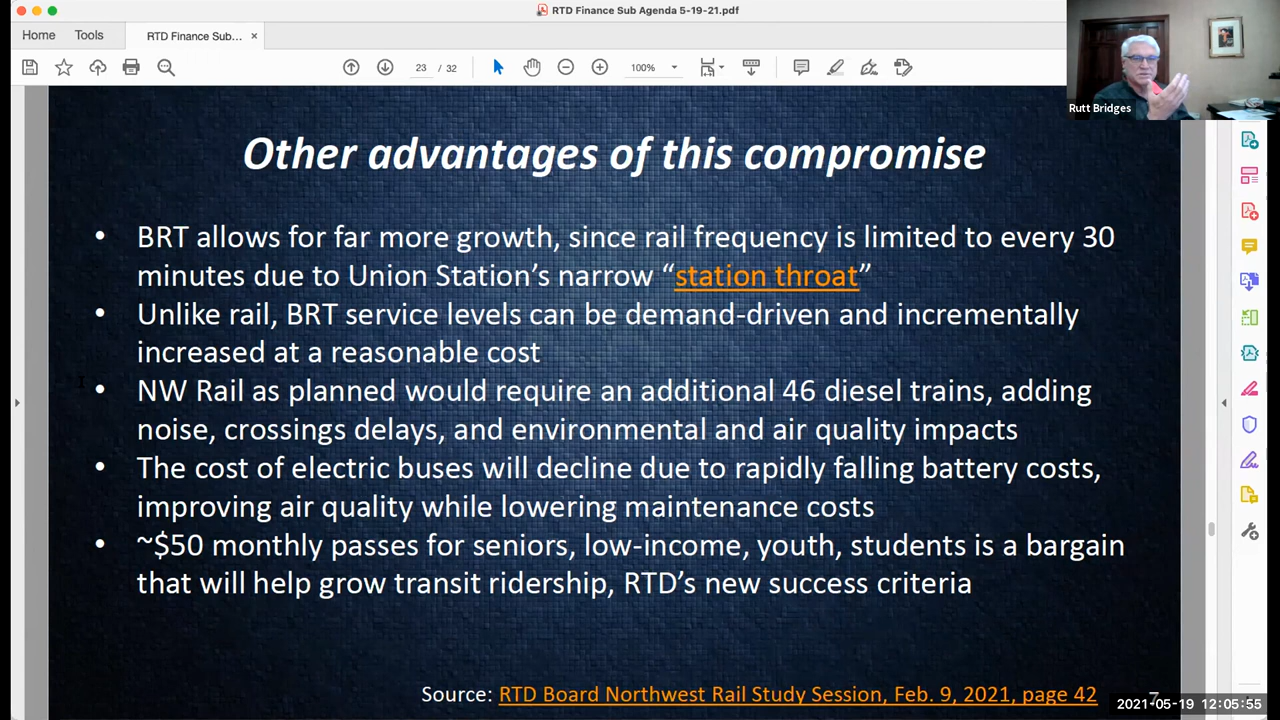 RTD Finance Sub Agenda 5-19-21.pdf
Home Tools RTD Finance Sub... ×
23 / 32 100%
Rutt Bridges
Other advantages of this compromise
• BRT allows for far more growth, since rail frequency is limited to every 30
minutes due to Union Station’s narrow “station throat”
• Unlike rail, BRT service levels can be demand-driven and incrementally
increased at a reasonable cost
• NW Rail as planned would require an additional 46 diesel trains, adding
noise, crossings delays, and environmental and air quality impacts
• The cost of electric buses will decline due to rapidly falling battery costs,
improving air quality while lowering maintenance costs
• ~$50 monthly passes for seniors, low-income, youth, students is a bargain
that will help grow transit ridership, RTD’s new success criteria
Source: RTD Board Northwest Rail Study Session, Feb. 9, 2021, page 42
7
2021-05-19 12:05:55